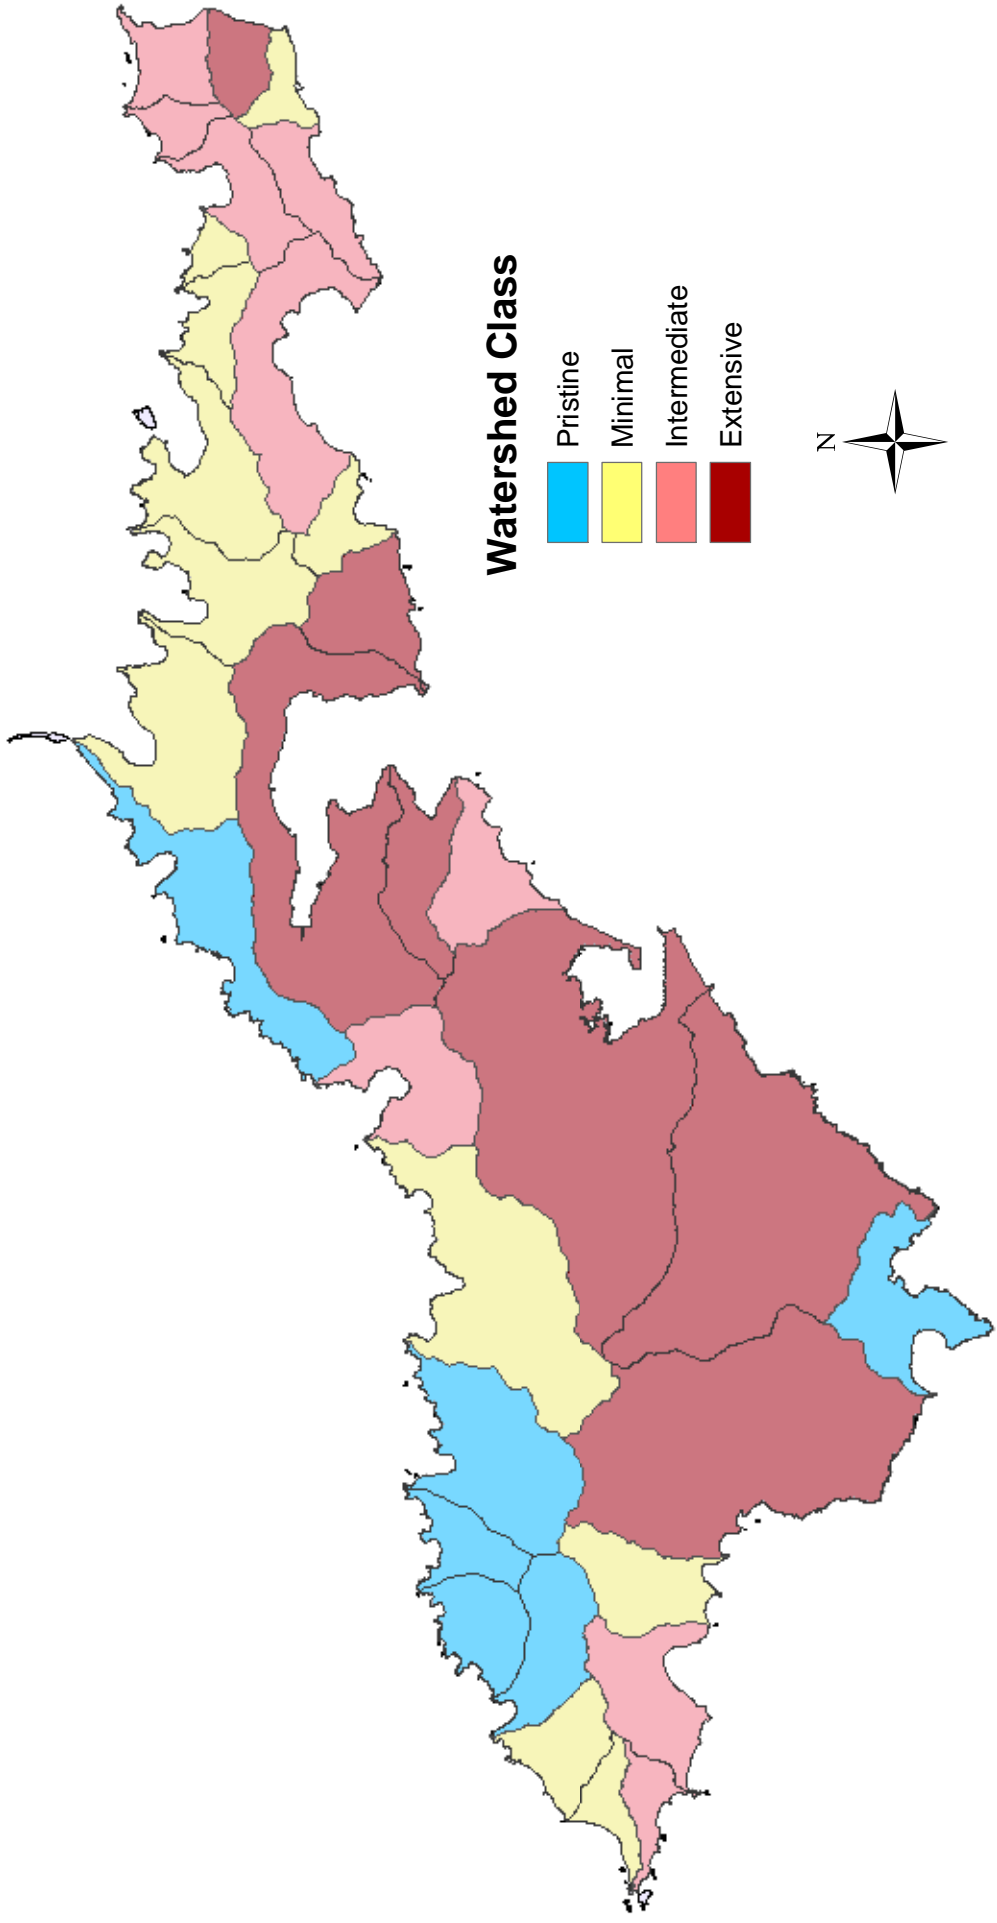 Watershed Class
Pristine
Minimal
Intermediate
Extensive
N